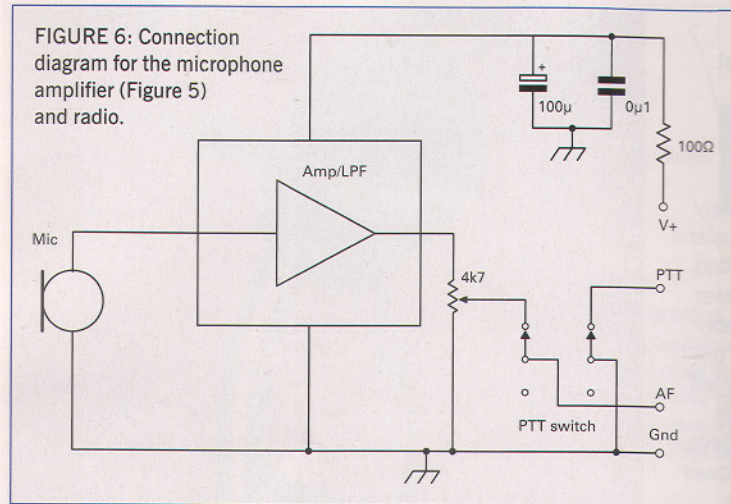 FIGURE 6: Connection
diagram for the microphone
amplifier (Figure 5)
and radio.
+
100µ
0µ1
100Ω
V+
Amp/LPF
Mic
4k7
PTT
AF
PTT switch
Gnd